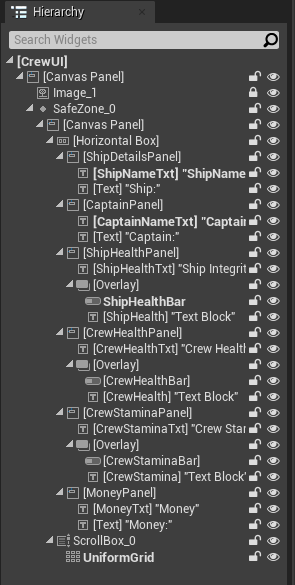 Hierarchy
Search Widgets
[CrewUI]
[Canvas Panel]
Image_1
SafeZone_0
[Canvas Panel]
[Horizontal Box]
[ShipDetailsPanel]
[ShipNameTxt] "ShipName
[Text] "Ship:"
[CaptainPanel]
[CaptainNameTxt] "Captain
[Text] "Captain:"
[ShipHealthPanel]
[ShipHealthTxt] "Ship Integrit
[Overlay]
ShipHealthBar
[ShipHealth] "Text Block"
[CrewHealthPanel]
[CrewHealthTxt] "Crew Healt
[Overlay]
[CrewHealthBar]
[CrewHealth] "Text Block"
[CrewStaminaPanel]
[CrewStaminaTxt] "Crew Star
[Overlay]
[CrewStaminaBar]
[CrewStamina] "Text Block"
[MoneyPanel]
[MoneyTxt] "Money"
[Text] "Money:"
ScrollBox_0
UniformGrid